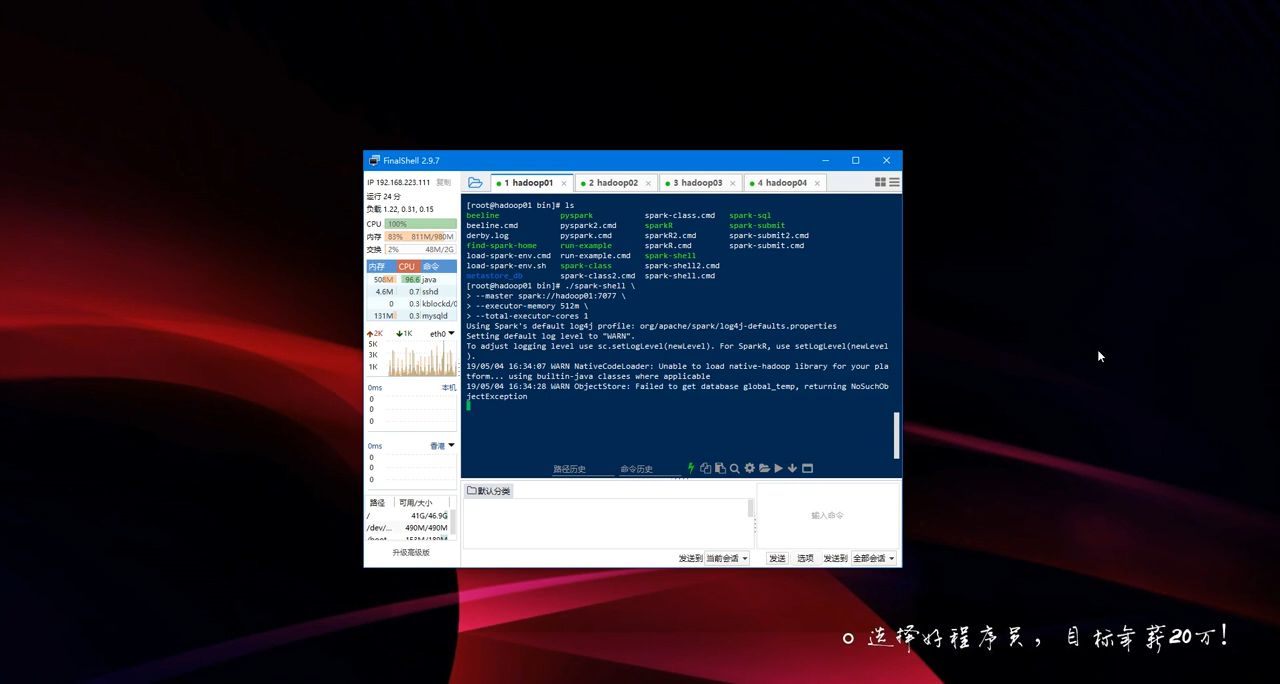 FinalShell 2.9.7
IP 192.168.223.111 复制
运行 24 分
负载 1.22, 0.31, 0.15
CPU 100%
内存 83% 811M/980M
交换 2% 48M/2G
内存 CPU 命令
508M 96.6 java
4.6M 0.7 sshd
0 0.3 kblockd/0
131M 0.3 mysqld
2K 1K eth0
5K
3K
1K
0ms 本机
0
0
0
0ms 香港
0
0
0
路径 可用/大小
/ 41G/46.9G
/dev/... 490M/490M
/boot 153M/180M
升级高级版
1 hadoop01 2 hadoop02 3 hadoop03 4 hadoop04
[root@hadoop01 bin]# ls
beeline pyspark spark-class.cmd spark-sql
beeline.cmd pyspark2.cmd sparkR spark-submit
derby.log pyspark.cmd sparkR2.cmd spark-submit2.cmd
find-spark-home run-example sparkR.cmd spark-submit.cmd
load-spark-env.cmd run-example.cmd spark-shell
load-spark-env.sh spark-class spark-shell2.cmd
metastore_db spark-class2.cmd spark-shell.cmd
[root@hadoop01 bin]# ./spark-shell \
> --master spark://hadoop01:7077 \
> --executor-memory 512m \
> --total-executor-cores 1
Using Spark's default log4j profile: org/apache/spark/log4j-defaults.properties
Setting default log level to "WARN".
To adjust logging level use sc.setLogLevel(newLevel). For SparkR, use setLogLevel(newLevel
).
19/05/04 16:34:07 WARN NativeCodeLoader: Unable to load native-hadoop library for your pla
tform... using builtin-java classes where applicable
19/05/04 16:34:28 WARN ObjectStore: Failed to get database global_temp, returning NoSuchOb
jectException
路径历史 命令历史
默认分类
输入命令
发送到 当前会话 发送 选项 发送到 全部会话
选择好程序员，目标年薪20万！